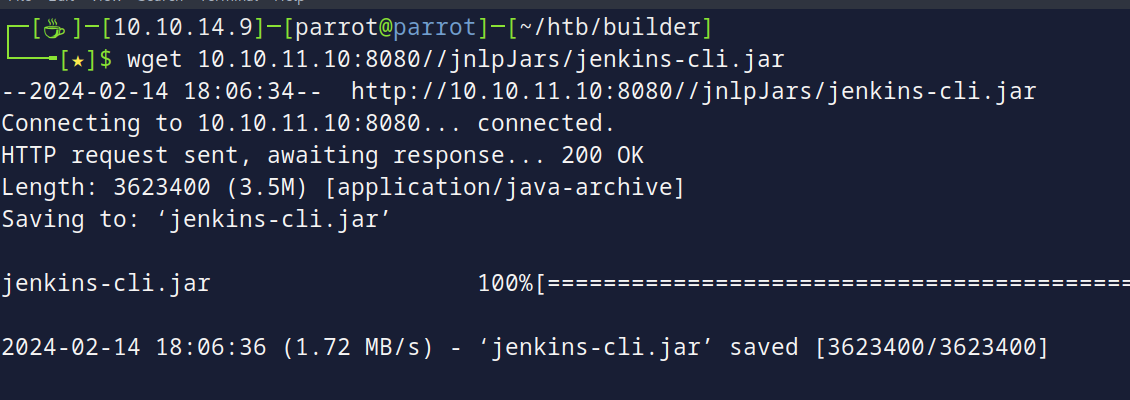 ┌─[☕]─[10.10.14.9]─[parrot@parrot]─[~/htb/builder]
└──╼[★]$ wget 10.10.11.10:8080//jnlpJars/jenkins-cli.jar
--2024-02-14 18:06:34--  http://10.10.11.10:8080//jnlpJars/jenkins-cli.jar
Connecting to 10.10.11.10:8080... connected.
HTTP request sent, awaiting response... 200 OK
Length: 3623400 (3.5M) [application/java-archive]
Saving to: ‘jenkins-cli.jar’
jenkins-cli.jar                   100%[==========================================
2024-02-14 18:06:36 (1.72 MB/s) - ‘jenkins-cli.jar’ saved [3623400/3623400]